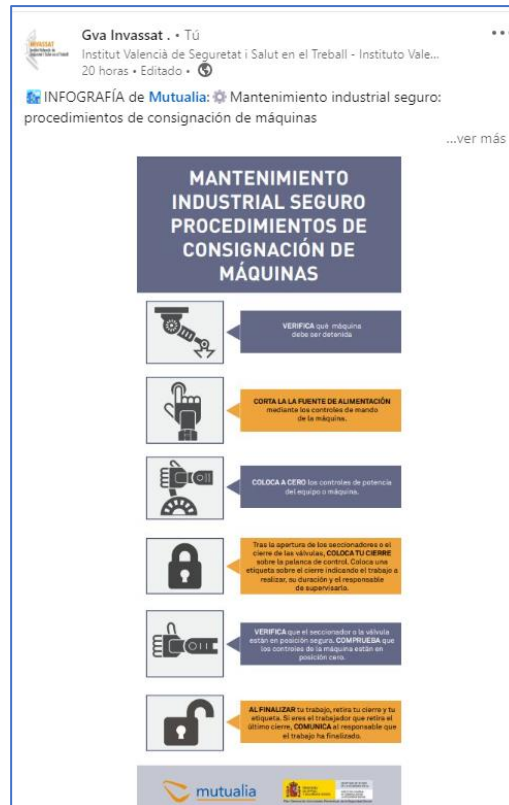 Gva Invassat . • Tú
INVASSAT
Institut Valencià de Seguretat i Salut en el Treball - Instituto Vale...
20 horas • Editado •
INFOGRAFÍA de Mutualia: Mantenimiento industrial seguro:
procedimientos de consignación de máquinas
...ver más
MANTENIMIENTO
INDUSTRIAL SEGURO
PROCEDIMIENTOS DE
CONSIGNACIÓN DE
MÁQUINAS
VERIFICA qué máquina
debe ser detenida
CORTA LA LA FUENTE DE ALIMENTACIÓN
mediante los controles de mando
de la máquina.
COLOCA A CERO los controles de potencia
del equipo o máquina.
Tras la apertura de los seccionadores o el
cierre de las válvulas, COLOCA TU CIERRE
sobre la palanca de control. Coloca una
etiqueta sobre el cierre indicando el trabajo a
realizar, su duración y el responsable
de supervisarlo.
VERIFICA que el seccionador o la válvula
están en posición segura. COMPRUEBA que
los controles de la máquina están en
posición cero.
AL FINALIZAR tu trabajo, retira tu cierre y tu
etiqueta. Si eres el trabajador que retira el
último cierre, COMUNICA al responsable que
el trabajo ha finalizado.
mutualia